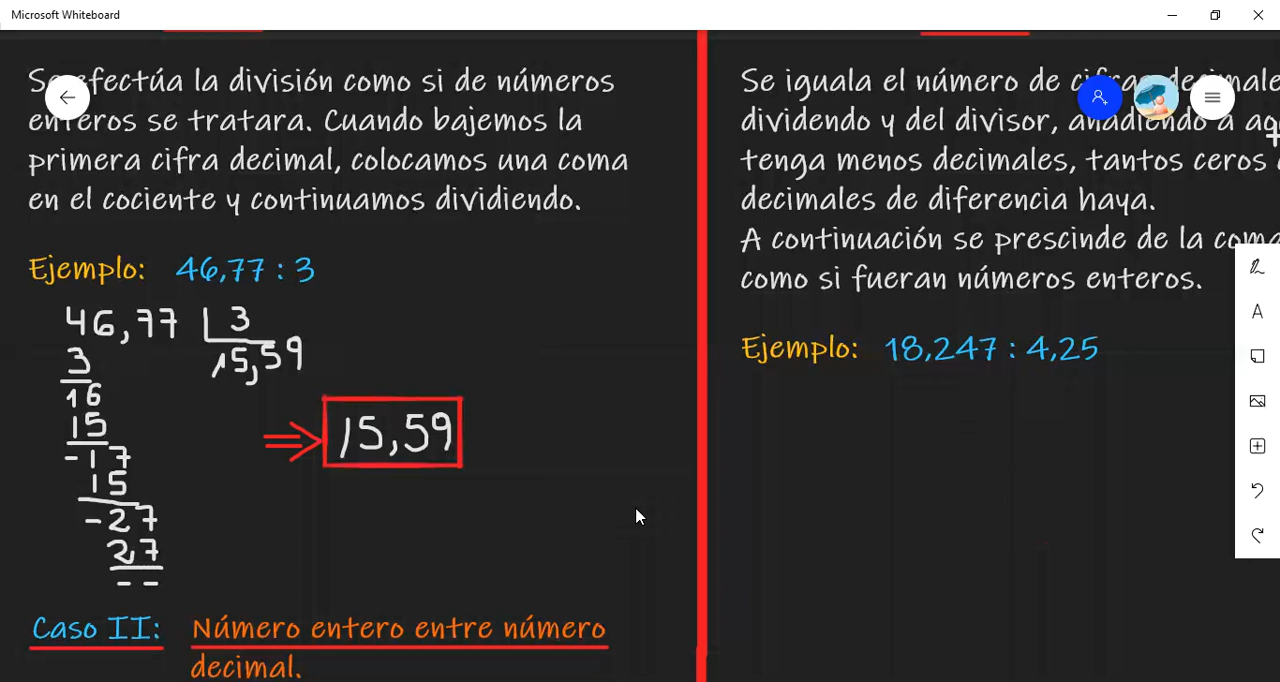 Microsoft Whiteboard
Se efectúa la división como si de números
enteros se tratara. Cuando bajemos la
primera cifra decimal, colocamos una coma
en el cociente y continuamos dividiendo.
Ejemplo: 46,77 : 3
46,77 3
3 15,59
16
15
-17
15
-27
27
--
15,59
Caso II: Número entero entre número
decimal.
Se iguala el número de cifras
dividendo y del divisor, añadiendo a
tenga menos decimales, tantos ceros
decimales de diferencia haya.
A continuación se prescinde de la coma
como si fueran números enteros.
Ejemplo: 18,247 : 4,25